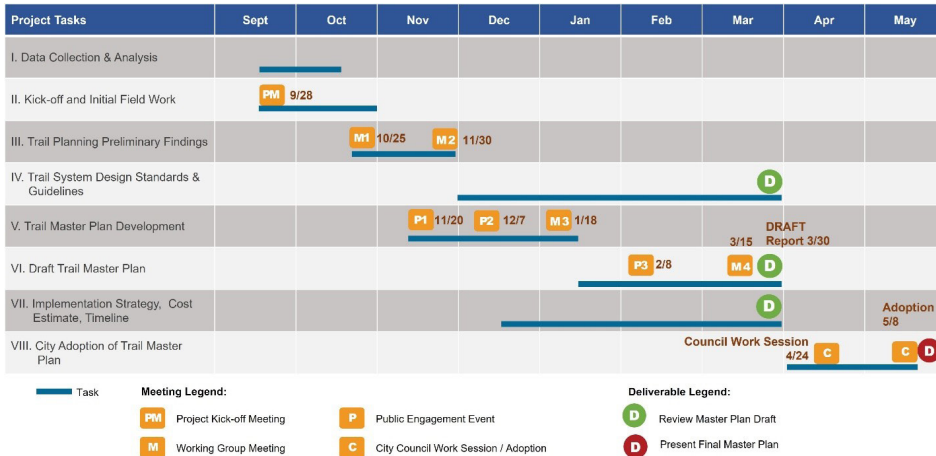 Project Tasks Sept Oct Nov Dec Jan Feb Mar Apr May
I. Data Collection & Analysis
II. Kick-off and Initial Field Work
PM 9/28
III. Trail Planning Preliminary Findings
M1 10/25 M2 11/30
IV. Trail System Design Standards &
Guidelines
D
V. Trail Master Plan Development
P1 11/20 P2 12/7 M3 1/18
DRAFT
3/15 Report 3/30
VI. Draft Trail Master Plan
P3 2/8 M4 D
VII. Implementation Strategy, Cost
Estimate, Timeline
D
Adoption
5/8
VIII. City Adoption of Trail Master
Plan
Council Work Session
4/24 C C D
Task
Meeting Legend:
PM Project Kick-off Meeting
M Working Group Meeting
P Public Engagement Event
C City Council Work Session / Adoption
Deliverable Legend:
D Review Master Plan Draft
D Present Final Master Plan